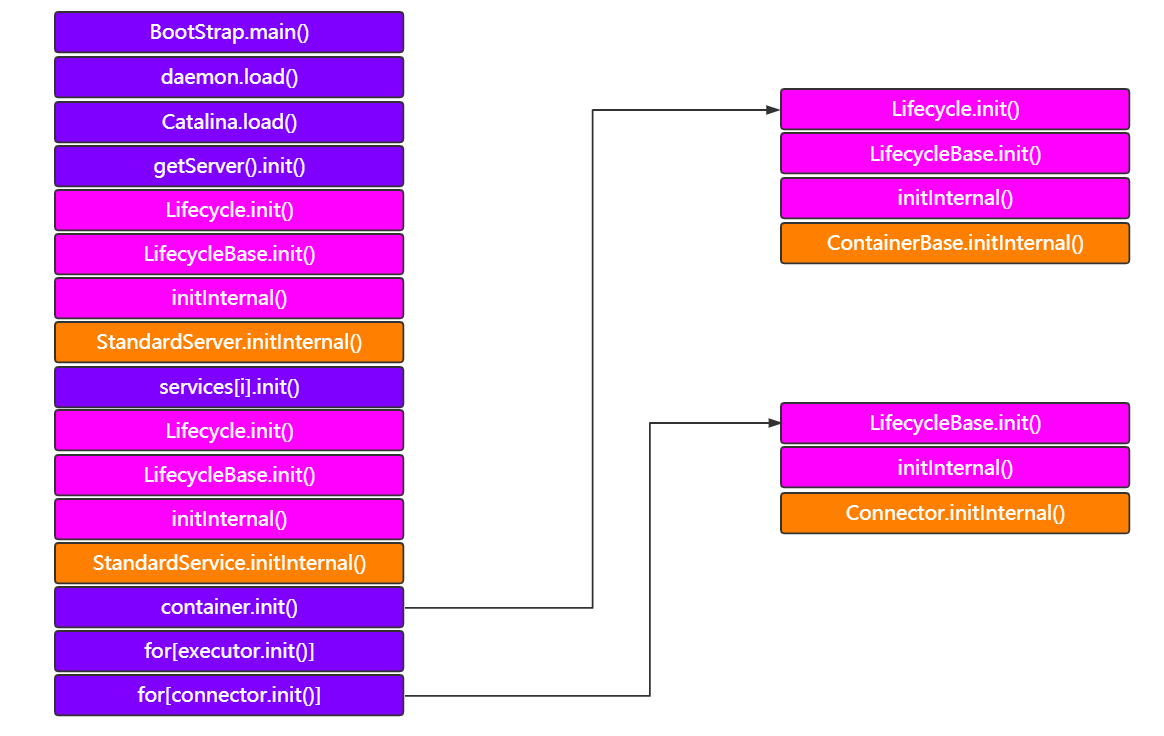 BootStrap.main()
daemon.load()
Catalina.load()
getServer().init()
Lifecycle.init()
LifecycleBase.init()
initInternal()
StandardServer.initInternal()
services[i].init()
Lifecycle.init()
LifecycleBase.init()
initInternal()
StandardService.initInternal()
container.init()
for[executor.init()]
for[connector.init()]
Lifecycle.init()
LifecycleBase.init()
initInternal()
ContainerBase.initInternal()
LifecycleBase.init()
initInternal()
Connector.initInternal()